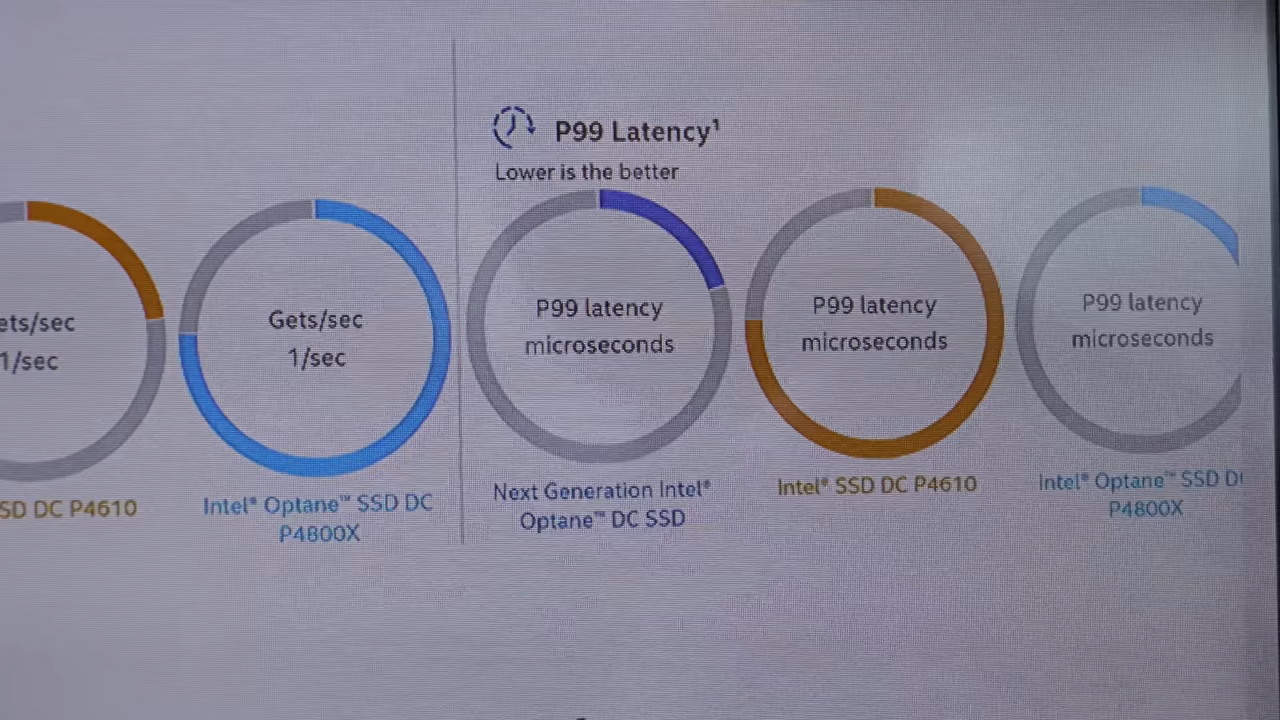 P99 Latency¹
Lower is the better
ets/sec
1/sec
SD DC P4610
Gets/sec
1/sec
Intel® Optane™ SSD DC
P4800X
P99 latency
microseconds
Next Generation Intel®
Optane™ DC SSD
P99 latency
microseconds
Intel® SSD DC P4610
P99 latency
microseconds
Intel® Optane™ SSD D
P4800X